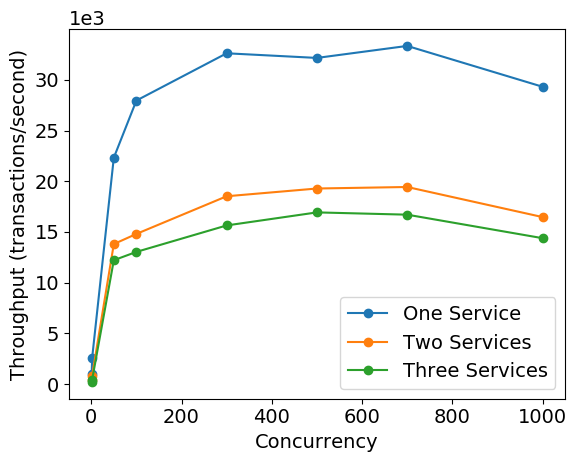 1e3
30
25
20
15
10
5
0
Throughput (transactions/second)
One Service
Two Services
Three Services
0 200 400 600 800 1000
Concurrency